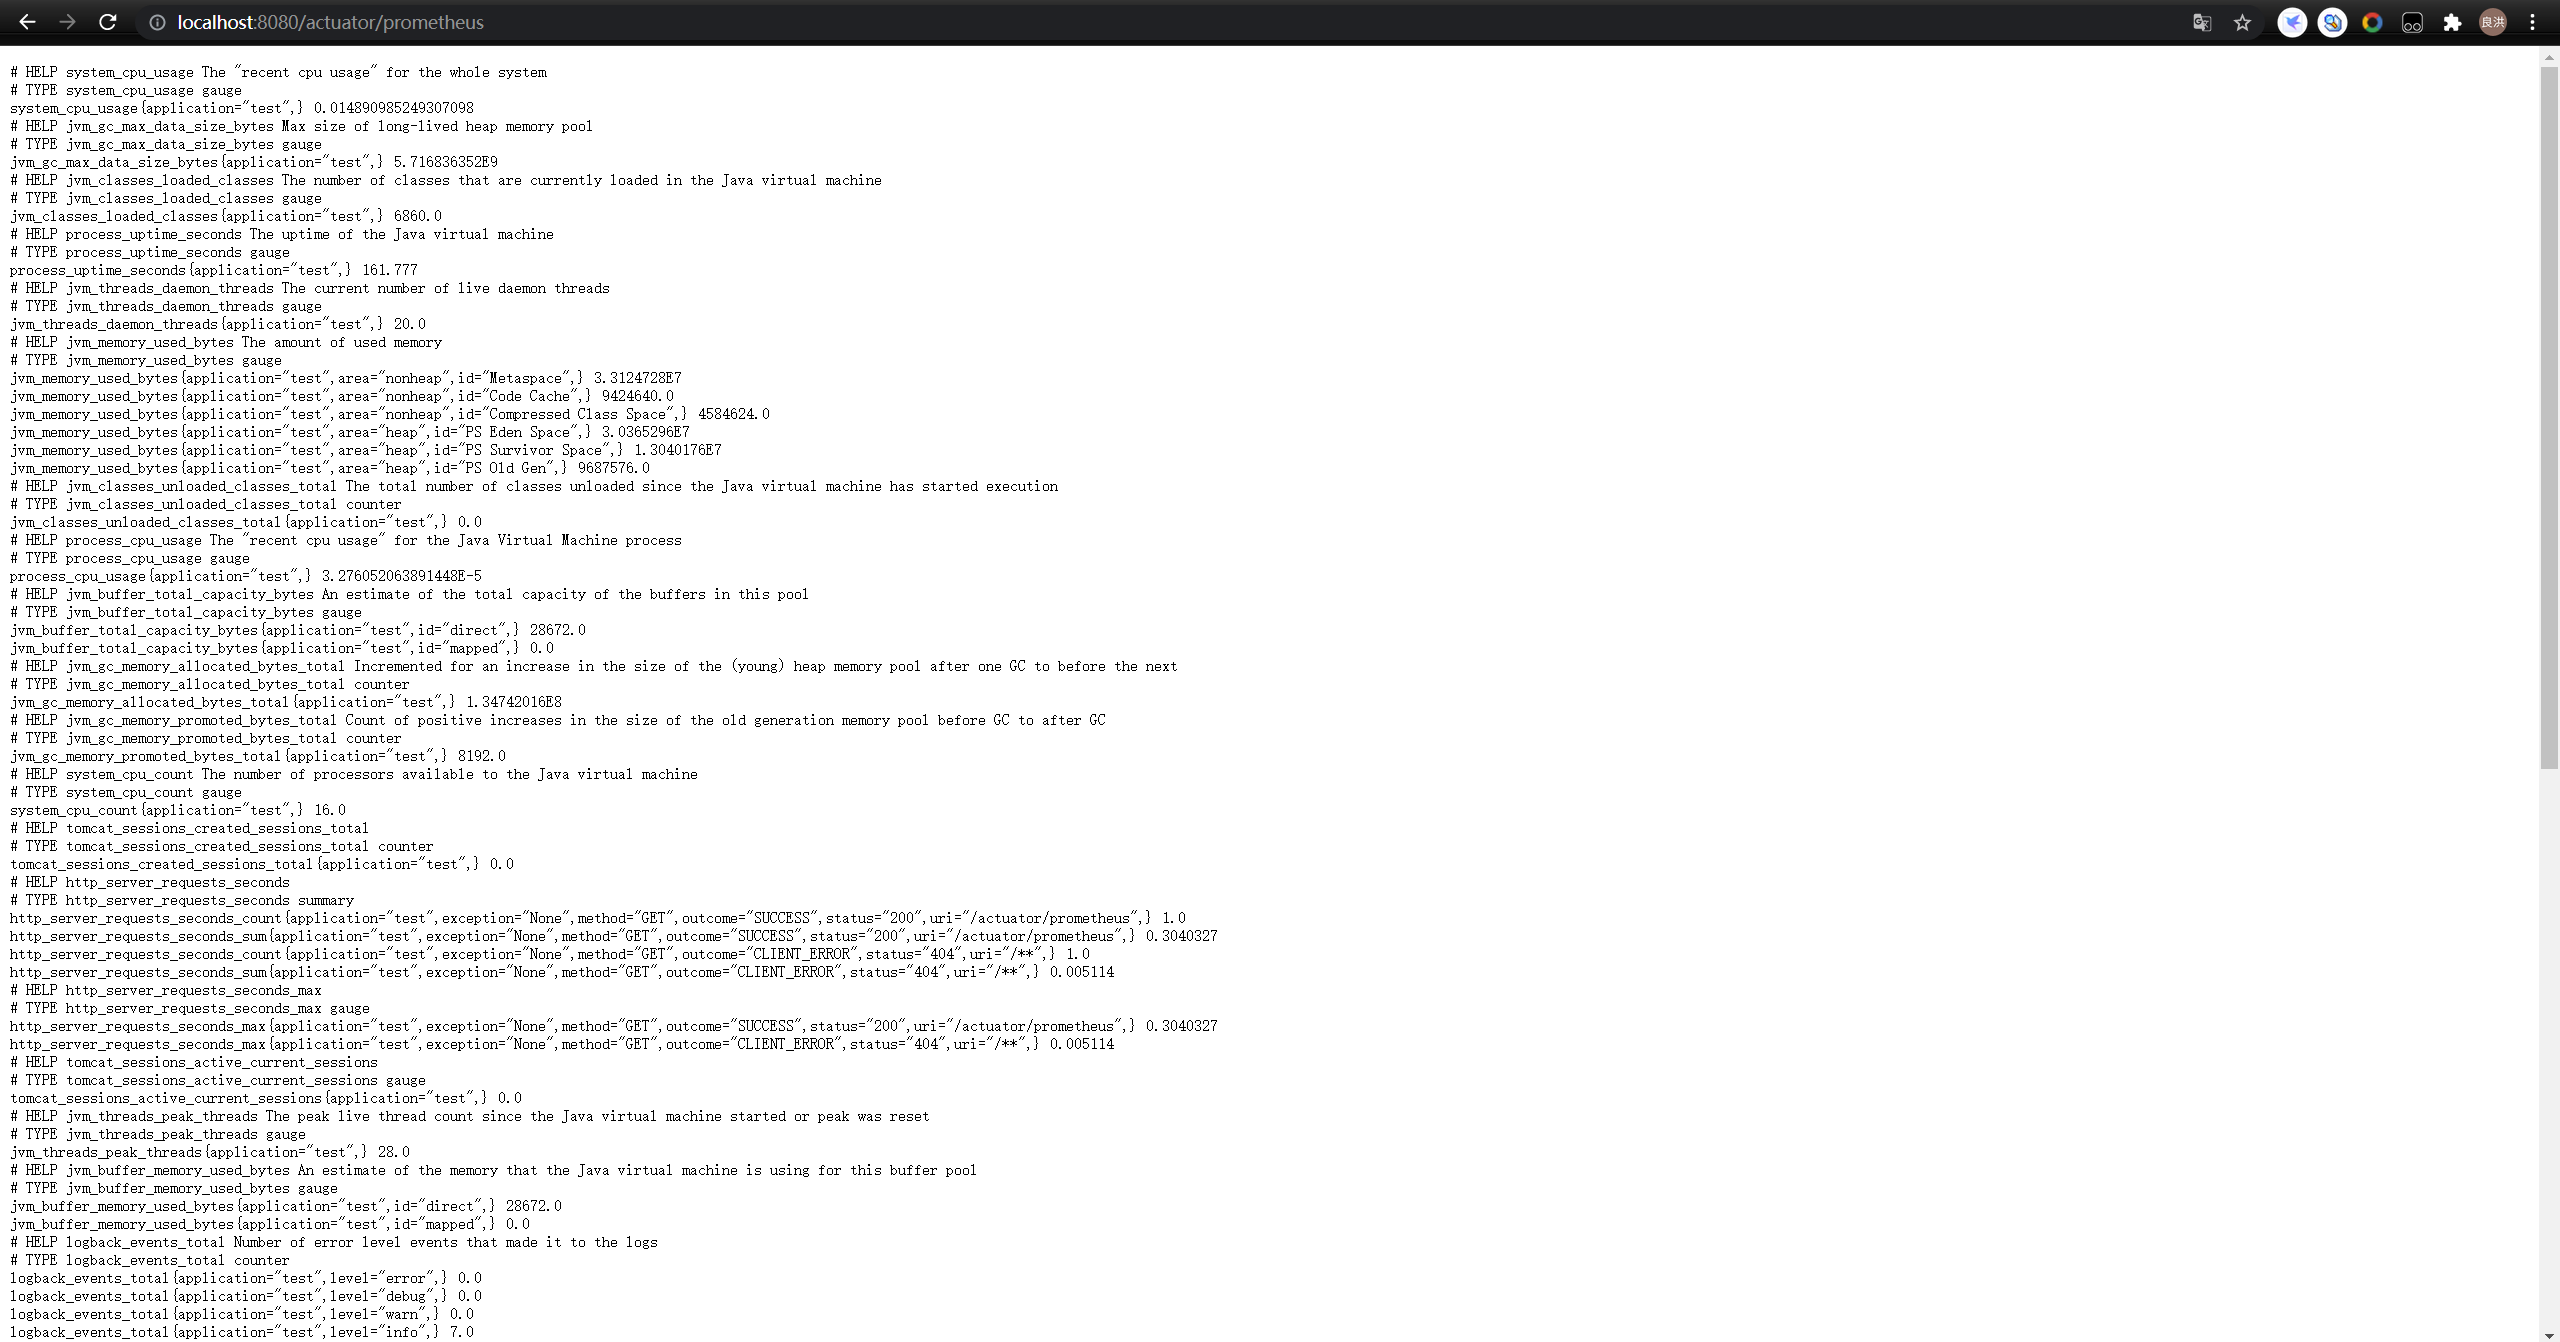 localhost:8080/actuator/prometheus
良洪
# HELP system_cpu_usage The "recent cpu usage" for the whole system
# TYPE system_cpu_usage gauge
system_cpu_usage{application="test",} 0.014890985249307098
# HELP jvm_gc_max_data_size_bytes Max size of long-lived heap memory pool
# TYPE jvm_gc_max_data_size_bytes gauge
jvm_gc_max_data_size_bytes{application="test",} 5.716836352E9
# HELP jvm_classes_loaded_classes The number of classes that are currently loaded in the Java virtual machine
# TYPE jvm_classes_loaded_classes gauge
jvm_classes_loaded_classes{application="test",} 6860.0
# HELP process_uptime_seconds The uptime of the Java virtual machine
# TYPE process_uptime_seconds gauge
process_uptime_seconds{application="test",} 161.777
# HELP jvm_threads_daemon_threads The current number of live daemon threads
# TYPE jvm_threads_daemon_threads gauge
jvm_threads_daemon_threads{application="test",} 20.0
# HELP jvm_memory_used_bytes The amount of used memory
# TYPE jvm_memory_used_bytes gauge
jvm_memory_used_bytes{application="test",area="nonheap",id="Metaspace",} 3.3124728E7
jvm_memory_used_bytes{application="test",area="nonheap",id="Code Cache",} 9424640.0
jvm_memory_used_bytes{application="test",area="nonheap",id="Compressed Class Space",} 4584624.0
jvm_memory_used_bytes{application="test",area="heap",id="PS Eden Space",} 3.0365296E7
jvm_memory_used_bytes{application="test",area="heap",id="PS Survivor Space",} 1.3040176E7
jvm_memory_used_bytes{application="test",area="heap",id="PS Old Gen",} 9687576.0
# HELP jvm_classes_unloaded_classes_total The total number of classes unloaded since the Java virtual machine has started execution
# TYPE jvm_classes_unloaded_classes_total counter
jvm_classes_unloaded_classes_total{application="test",} 0.0
# HELP process_cpu_usage The "recent cpu usage" for the Java Virtual Machine process
# TYPE process_cpu_usage gauge
process_cpu_usage{application="test",} 3.276052063891448E-5
# HELP jvm_buffer_total_capacity_bytes An estimate of the total capacity of the buffers in this pool
# TYPE jvm_buffer_total_capacity_bytes gauge
jvm_buffer_total_capacity_bytes{application="test",id="direct",} 28672.0
jvm_buffer_total_capacity_bytes{application="test",id="mapped",} 0.0
# HELP jvm_gc_memory_allocated_bytes_total Incremented for an increase in the size of the (young) heap memory pool after one GC to before the next
# TYPE jvm_gc_memory_allocated_bytes_total counter
jvm_gc_memory_allocated_bytes_total{application="test",} 1.34742016E8
# HELP jvm_gc_memory_promoted_bytes_total Count of positive increases in the size of the old generation memory pool before GC to after GC
# TYPE jvm_gc_memory_promoted_bytes_total counter
jvm_gc_memory_promoted_bytes_total{application="test",} 8192.0
# HELP system_cpu_count The number of processors available to the Java virtual machine
# TYPE system_cpu_count gauge
system_cpu_count{application="test",} 16.0
# HELP tomcat_sessions_created_sessions_total
# TYPE tomcat_sessions_created_sessions_total counter
tomcat_sessions_created_sessions_total{application="test",} 0.0
# HELP http_server_requests_seconds
# TYPE http_server_requests_seconds summary
http_server_requests_seconds_count{application="test",exception="None",method="GET",outcome="SUCCESS",status="200",uri="/actuator/prometheus",} 1.0
http_server_requests_seconds_sum{application="test",exception="None",method="GET",outcome="SUCCESS",status="200",uri="/actuator/prometheus",} 0.3040327
http_server_requests_seconds_count{application="test",exception="None",method="GET",outcome="CLIENT_ERROR",status="404",uri="/**",} 1.0
http_server_requests_seconds_sum{application="test",exception="None",method="GET",outcome="CLIENT_ERROR",status="404",uri="/**",} 0.005114
# HELP http_server_requests_seconds_max
# TYPE http_server_requests_seconds_max gauge
http_server_requests_seconds_max{application="test",exception="None",method="GET",outcome="SUCCESS",status="200",uri="/actuator/prometheus",} 0.3040327
http_server_requests_seconds_max{application="test",exception="None",method="GET",outcome="CLIENT_ERROR",status="404",uri="/**",} 0.005114
# HELP tomcat_sessions_active_current_sessions
# TYPE tomcat_sessions_active_current_sessions gauge
tomcat_sessions_active_current_sessions{application="test",} 0.0
# HELP jvm_threads_peak_threads The peak live thread count since the Java virtual machine started or peak was reset
# TYPE jvm_threads_peak_threads gauge
jvm_threads_peak_threads{application="test",} 28.0
# HELP jvm_buffer_memory_used_bytes An estimate of the memory that the Java virtual machine is using for this buffer pool
# TYPE jvm_buffer_memory_used_bytes gauge
jvm_buffer_memory_used_bytes{application="test",id="direct",} 28672.0
jvm_buffer_memory_used_bytes{application="test",id="mapped",} 0.0
# HELP logback_events_total Number of error level events that made it to the logs
# TYPE logback_events_total counter
logback_events_total{application="test",level="error",} 0.0
logback_events_total{application="test",level="debug",} 0.0
logback_events_total{application="test",level="warn",} 0.0
logback_events_total{application="test",level="info",} 7.0